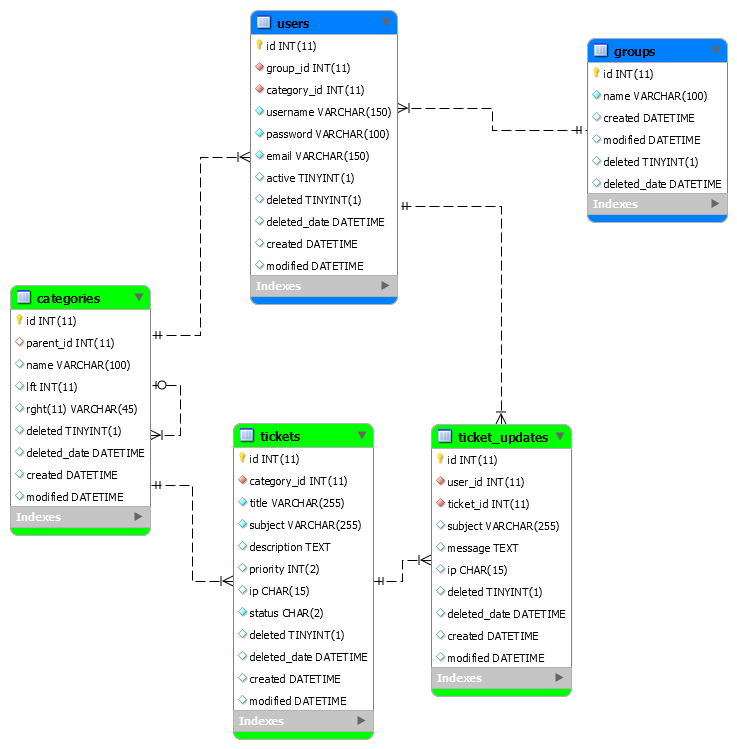 users
id INT(11)
group_id INT(11)
category_id INT(11)
username VARCHAR(150)
password VARCHAR(100)
email VARCHAR(150)
active TINYINT(1)
deleted TINYINT(1)
deleted_date DATETIME
created DATETIME
modified DATETIME
Indexes
groups
id INT(11)
name VARCHAR(100)
created DATETIME
modified DATETIME
deleted TINYINT(1)
deleted_date DATETIME
Indexes
categories
id INT(11)
parent_id INT(11)
name VARCHAR(100)
lft INT(11)
rght(11) VARCHAR(45)
deleted TINYINT(1)
deleted_date DATETIME
created DATETIME
modified DATETIME
Indexes
tickets
id INT(11)
category_id INT(11)
title VARCHAR(255)
subject VARCHAR(255)
description TEXT
priority INT(2)
ip CHAR(15)
status CHAR(2)
deleted TINYINT(1)
deleted_date DATETIME
created DATETIME
modified DATETIME
Indexes
ticket_updates
id INT(11)
user_id INT(11)
ticket_id INT(11)
subject VARCHAR(255)
message TEXT
ip CHAR(15)
deleted TINYINT(1)
deleted_date DATETIME
created DATETIME
modified DATETIME
Indexes